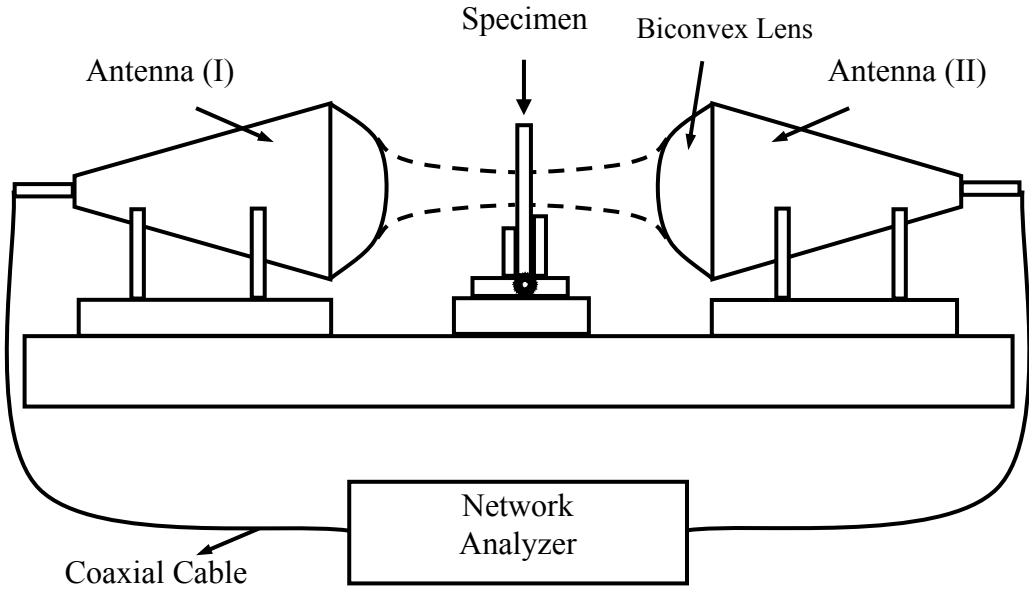 Specimen
Biconvex Lens
Antenna (I)
Antenna (II)
Network
Analyzer
Coaxial Cable